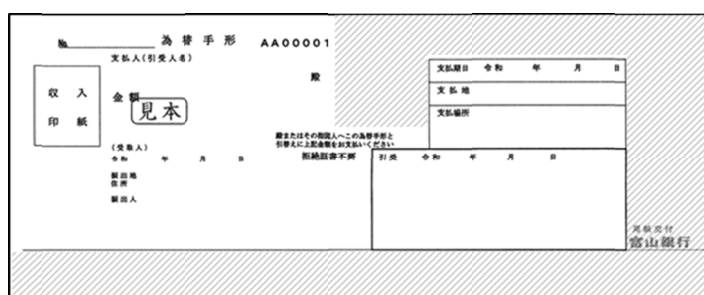 № 為替手形 AA00001
支払人(引受人名)
殿
収入
印紙
金額
見本
(受取人)
殿またはその指図人へこの為替手形と
引替えに上記金額をお支払いください
令和 年 月 日
拒絶証書不要
振出地
住所
振出人
支払期日 令和 年 月 日
支払地
支払場所
引受 令和 年 月 日
用紙交付
富山銀行